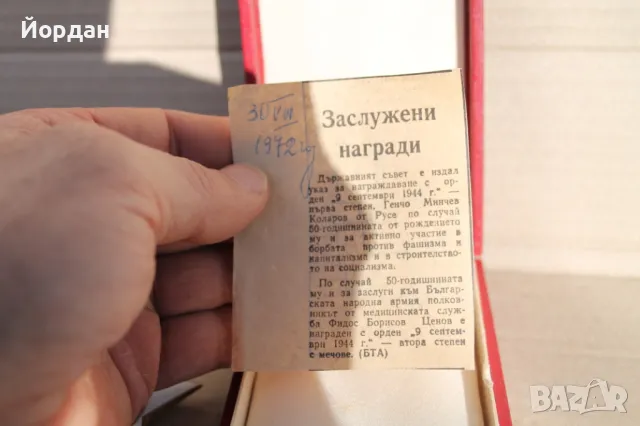 Йордан
30 VIII
1972 г
Заслужени
награди
Държавният съвет е издал
указ за награждаване с ор-
ден „9 септември 1944 г." —
първа степен. Генчо Минчев
Коларов от Русе по случай
50-годишнината от рождението
му и за активно участие в
борбата против фашизма и
капитализма и в строителство-
то на социализма.
По случай 50-годишнината
му и за заслуги към Българ-
ската народна армия полков-
никът от медицинската служ-
ба Фидос Борисов Ценов е
награден с орден „9 септем-
ври 1944 г." — втора степен
с мечове. (БТА)
BAZAR